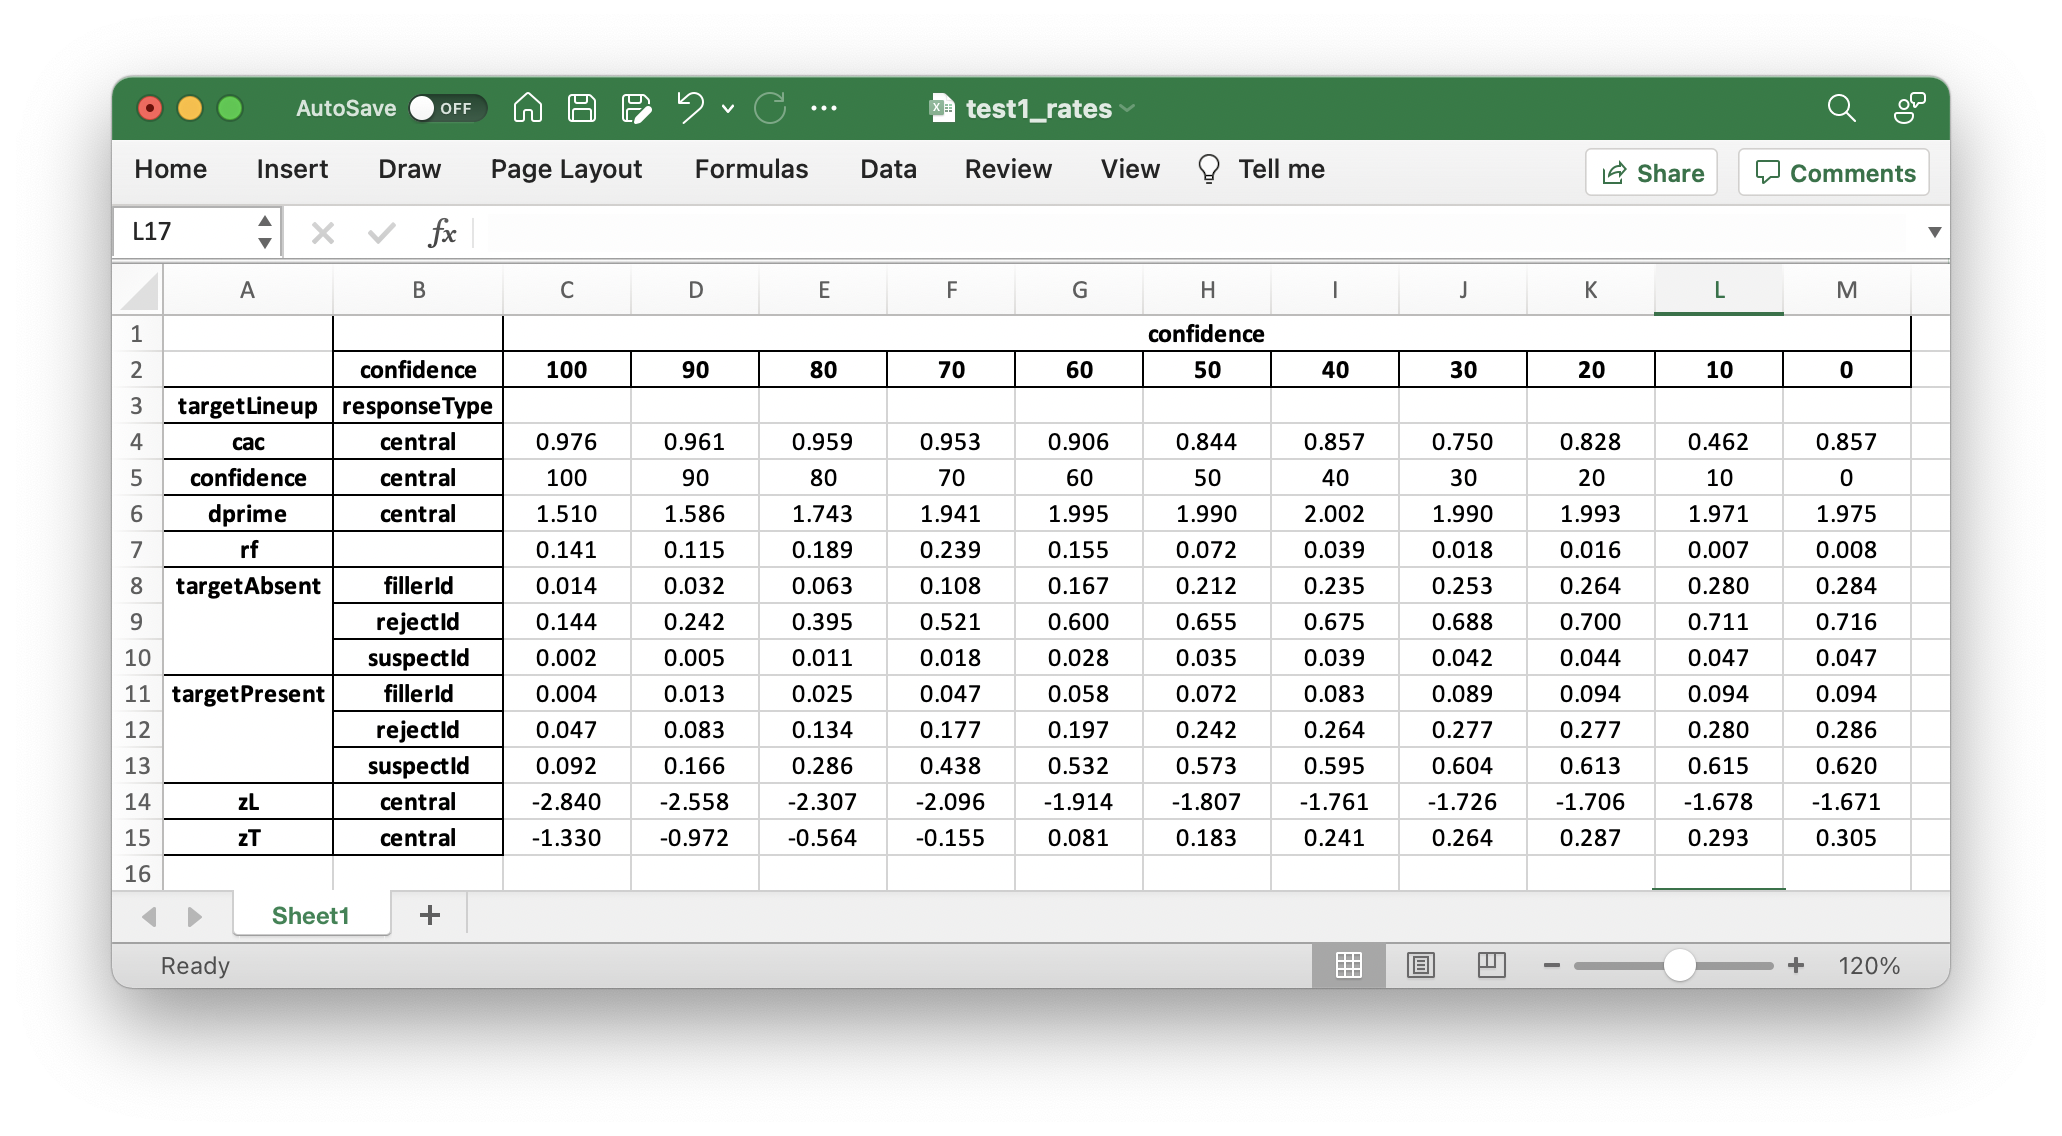 AutoSave OFF test1_rates
Home Insert Draw Page Layout Formulas Data Review View Tell me Share Comments
L17 fx
A B C D E F G H I J K L M
1 confidence
2 confidence 100 90 80 70 60 50 40 30 20 10 0
3 targetLineup responseType
4 cac central 0.976 0.961 0.959 0.953 0.906 0.844 0.857 0.750 0.828 0.462 0.857
5 confidence central 100 90 80 70 60 50 40 30 20 10 0
6 dprime central 1.510 1.586 1.743 1.941 1.995 1.990 2.002 1.990 1.993 1.971 1.975
7 rf 0.141 0.115 0.189 0.239 0.155 0.072 0.039 0.018 0.016 0.007 0.008
8 targetAbsent fillerId 0.014 0.032 0.063 0.108 0.167 0.212 0.235 0.253 0.264 0.280 0.284
9 rejectId 0.144 0.242 0.395 0.521 0.600 0.655 0.675 0.688 0.700 0.711 0.716
10 suspectId 0.002 0.005 0.011 0.018 0.028 0.035 0.039 0.042 0.044 0.047 0.047
11 targetPresent fillerId 0.004 0.013 0.025 0.047 0.058 0.072 0.083 0.089 0.094 0.094 0.094
12 rejectId 0.047 0.083 0.134 0.177 0.197 0.242 0.264 0.277 0.277 0.280 0.286
13 suspectId 0.092 0.166 0.286 0.438 0.532 0.573 0.595 0.604 0.613 0.615 0.620
14 zL central -2.840 -2.558 -2.307 -2.096 -1.914 -1.807 -1.761 -1.726 -1.706 -1.678 -1.671
15 zT central -1.330 -0.972 -0.564 -0.155 0.081 0.183 0.241 0.264 0.287 0.293 0.305
16
Sheet1
Ready 120%